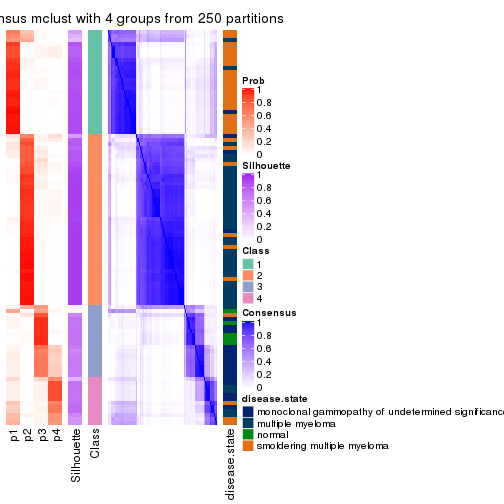 nsus mclust with 4 groups from 250 partitions
Prob
1
0.8
0.6
0.4
0.2
0
Silhouette
1
0.8
0.6
0.4
0.2
0
Class
1
2
3
4
Consensus
1
0.8
0.6
0.4
0.2
0
disease.state
monoclonal gammopathy of undetermined significance
multiple myeloma
normal
smoldering multiple myeloma
p1
p2
p3
p4
Silhouette
Class
disease.state